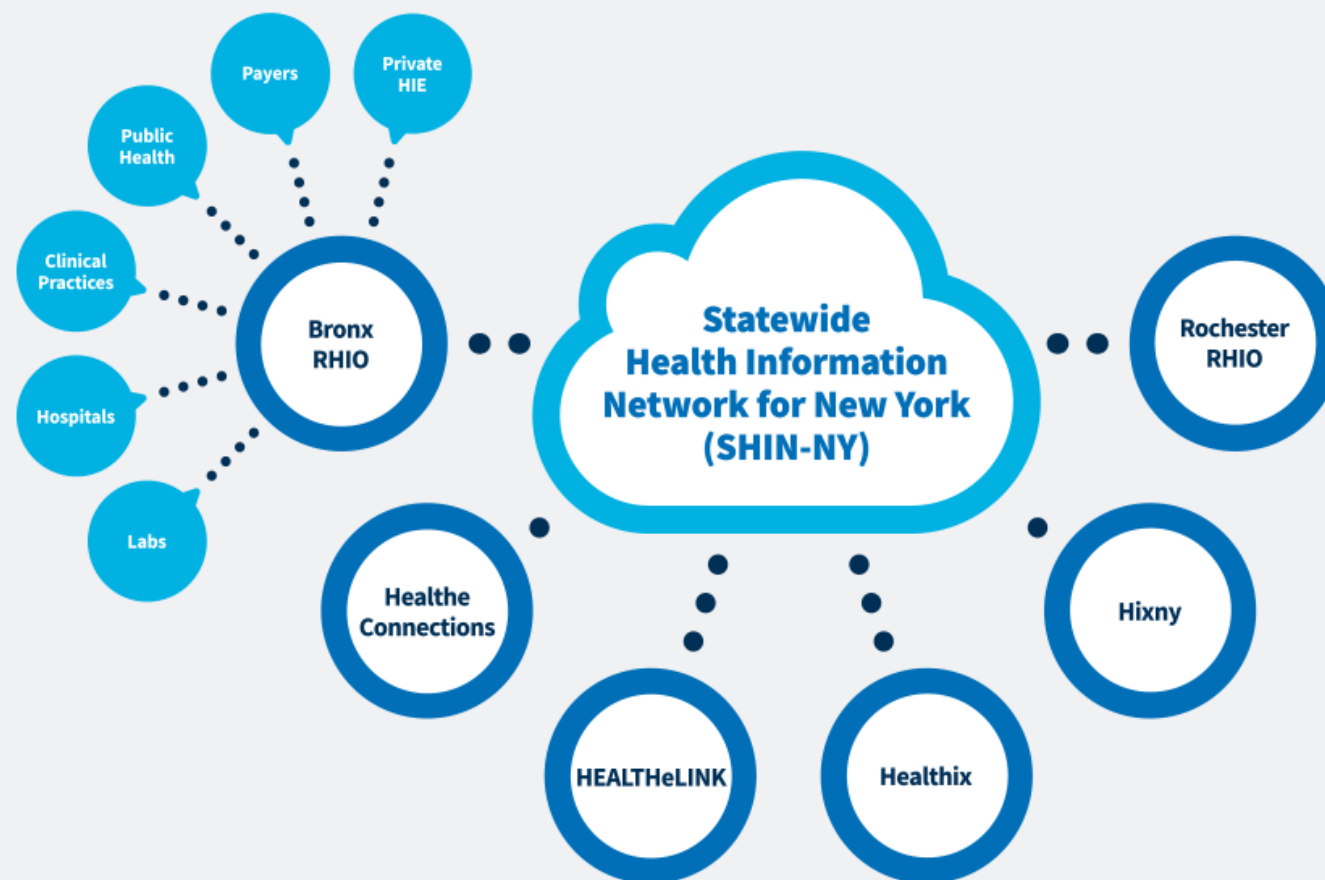 Payers
Private
HIE
Public
Health
Clinical
Practices
Hospitals
Labs
Bronx
RHIO
Statewide
Health Information
Network for New York
(SHIN-NY)
Rochester
RHIO
Healthe
Connections
HEALTHeLINK
Healthix
Hixny